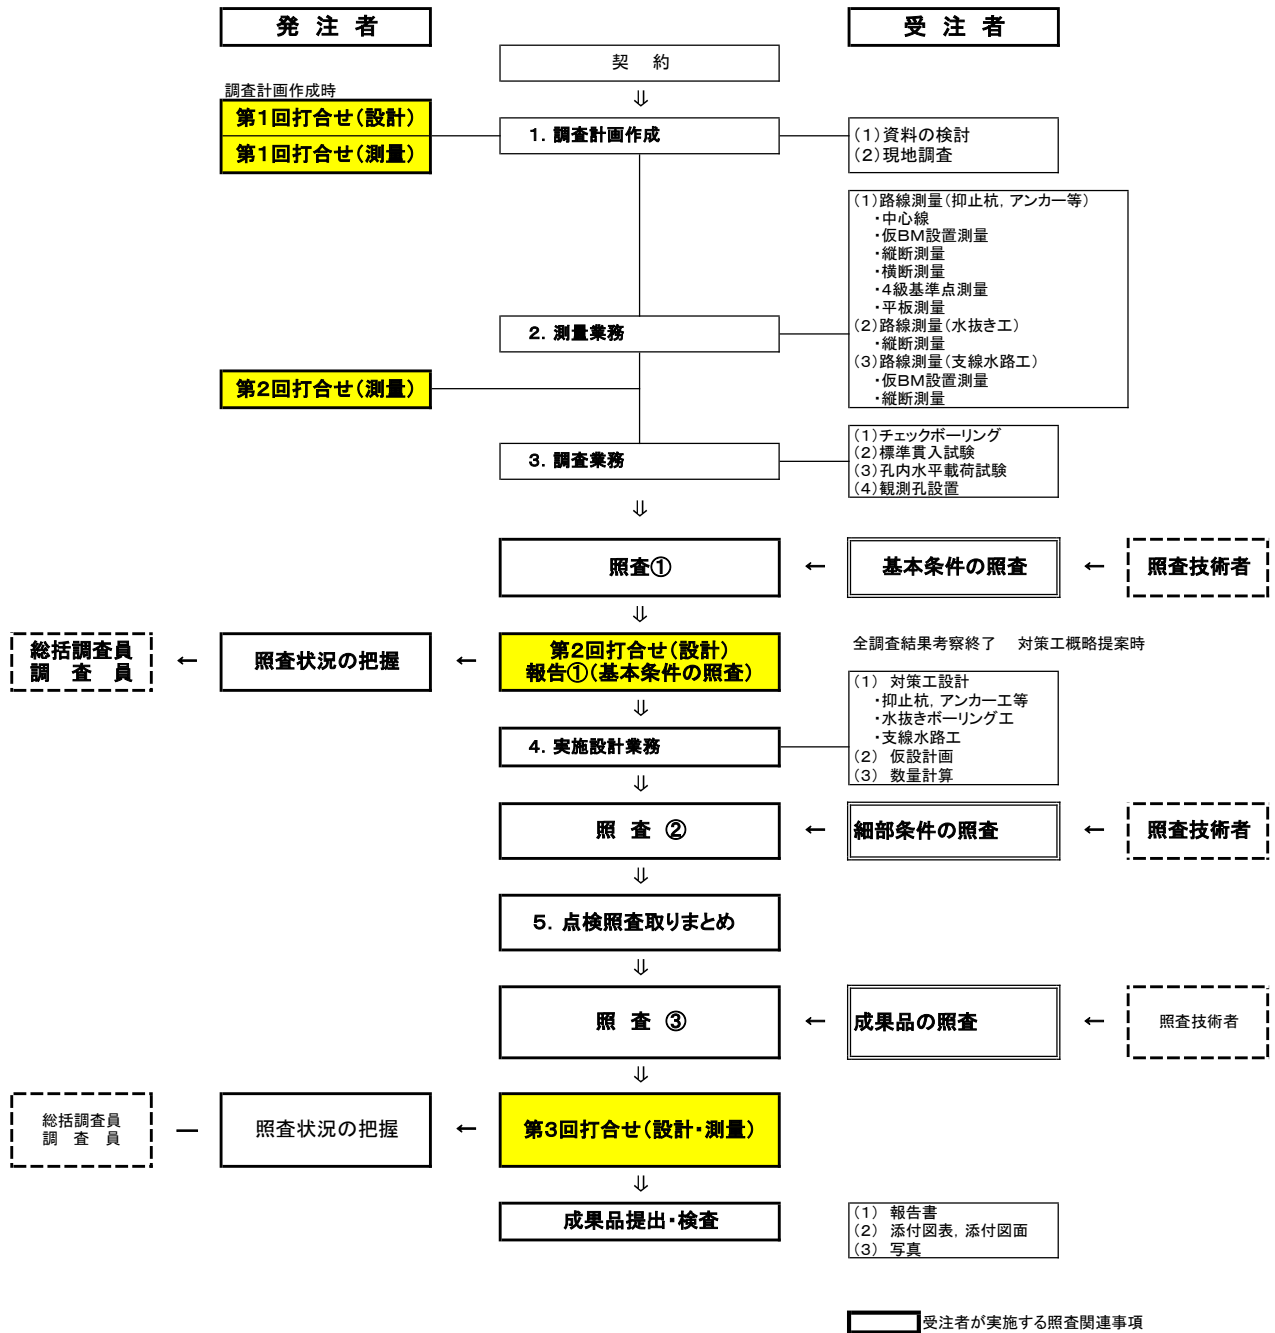 発 注 者
受 注 者
契 約
⇓
調査計画作成時
第1回打合せ（設計）
第1回打合せ（測量）
1. 調査計画作成
（1）資料の検討
（2）現地調査
（1）路線測量（抑止杭，アンカー等）
・中心線
・仮BM設置測量
・縦断測量
・横断測量
・4級基準点測量
・平板測量
（2）路線測量（水抜き工）
・縦断測量
（3）路線測量（支線水路工）
・仮BM設置測量
・縦断測量
2. 測量業務
第2回打合せ（測量）
3. 調査業務
（1）チェックボーリング
（2）標準貫入試験
（3）孔内水平載荷試験
（4）観測孔設置
⇓
照査① ← 基本条件の照査 ← 照査技術者
⇓
総括調査員
調 査 員
← 照査状況の把握 ←
第2回打合せ（設計）
報告①（基本条件の照査）
全調査結果考察終了 対策工概略提案時
⇓
4. 実施設計業務
（1） 対策工設計
・抑止杭，アンカー工等
・水抜きボーリング工
・支線水路工
（2） 仮設計画
（3） 数量計算
⇓
照 査 ② ← 細部条件の照査 ← 照査技術者
⇓
5. 点検照査取りまとめ
⇓
照 査 ③ ← 成果品の照査 ← 照査技術者
⇓
総括調査員
調 査 員
― 照査状況の把握 ← 第3回打合せ（設計・測量）
⇓
成果品提出・検査
（1） 報告書
（2） 添付図表，添付図面
（3） 写真
受注者が実施する照査関連事項